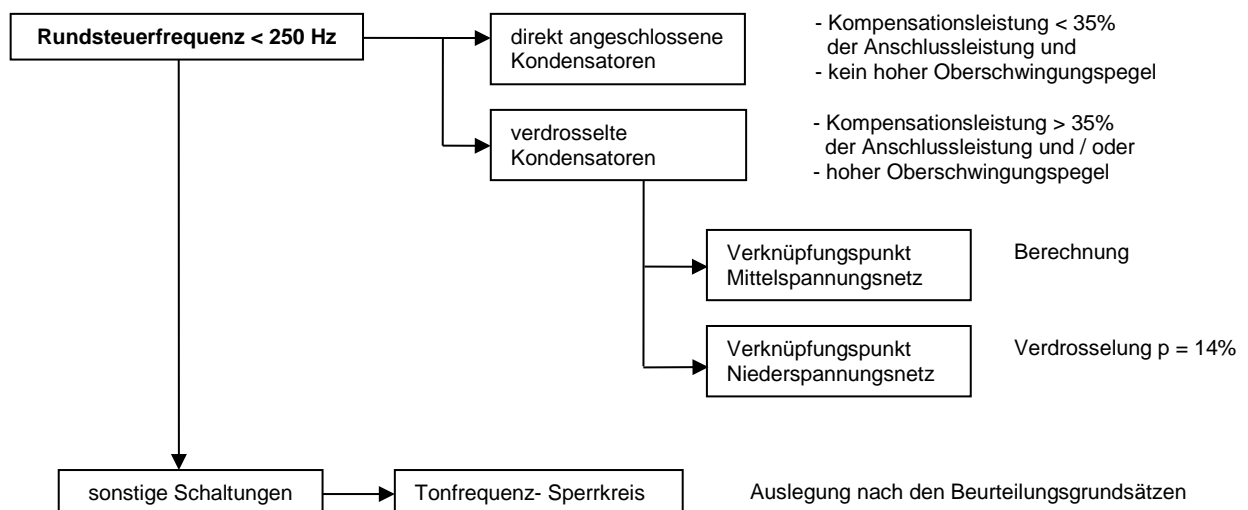 Rundsteuerfrequenz < 250 Hz
direkt angeschlossene
Kondensatoren
- Kompensationsleistung < 35%
der Anschlussleistung und
- kein hoher Oberschwingungspegel
verdrosselte
Kondensatoren
- Kompensationsleistung > 35%
der Anschlussleistung und / oder
- hoher Oberschwingungspegel
Verknüpfungspunkt
Mittelspannungsnetz
Berechnung
Verknüpfungspunkt
Niederspannungsnetz
Verdrosselung p = 14%
sonstige Schaltungen
Tonfrequenz- Sperrkreis
Auslegung nach den Beurteilungsgrundsätzen